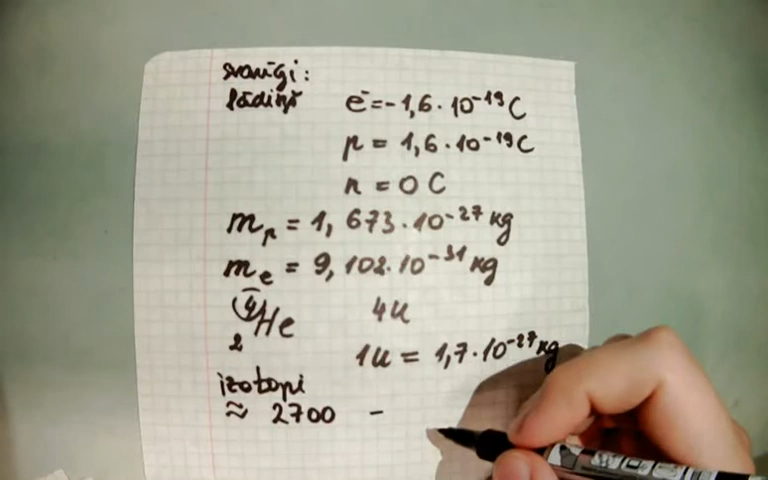 svarīgi:
lādiņš e⁻ = -1,6 · 10⁻¹⁹ C
p = 1,6 · 10⁻¹⁹ C
n = 0 C
mₚ = 1, 673 · 10⁻²⁷ kg
mₑ = 9, 102 · 10⁻³¹ kg
⁴₂He 4u
1u = 1,7 · 10⁻²⁷ kg
izotopi
≈ 2700 -